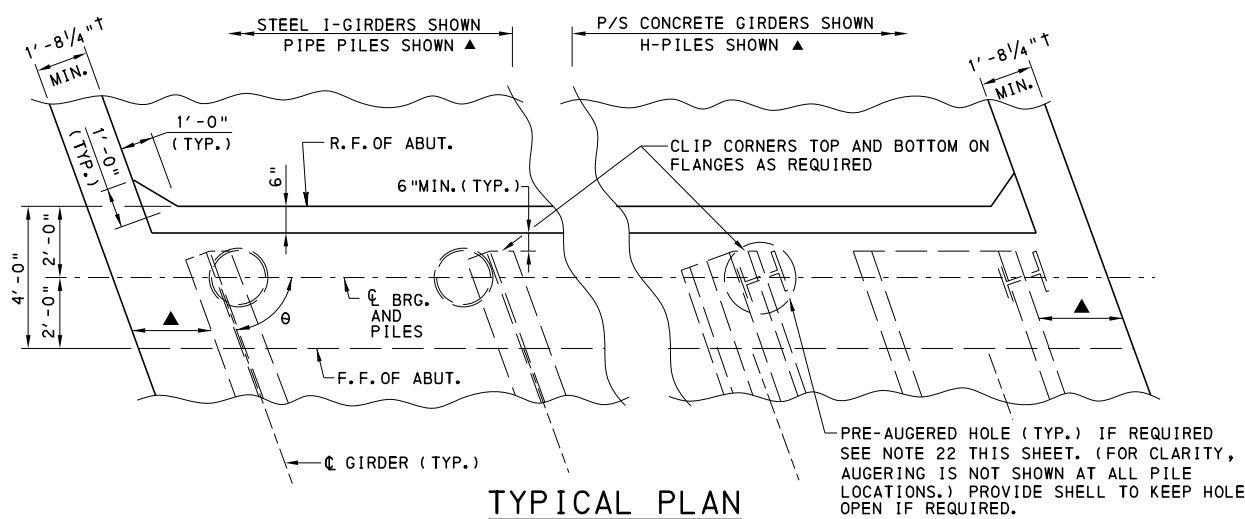 STEEL I-GIRDERS SHOWN
PIPE PILES SHOWN ▲
P/S CONCRETE GIRDERS SHOWN
H-PILES SHOWN ▲
1'-8 1/4"†
MIN.
1'-8 1/4"†
MIN.
1'-0"
(TYP.)
1'-0"
(TYP.)
R.F.OF ABUT.
6"
6"MIN.(TYP.)
CLIP CORNERS TOP AND BOTTOM ON
FLANGES AS REQUIRED
4'-0"
2'-0"
2'-0"
▲
θ
℄ BRG.
AND
PILES
▲
F.F.OF ABUT.
℄ GIRDER (TYP.)
PRE-AUGERED HOLE (TYP.) IF REQUIRED
SEE NOTE 22 THIS SHEET. (FOR CLARITY,
AUGERING IS NOT SHOWN AT ALL PILE
LOCATIONS.) PROVIDE SHELL TO KEEP HOLE
OPEN IF REQUIRED.
TYPICAL PLAN